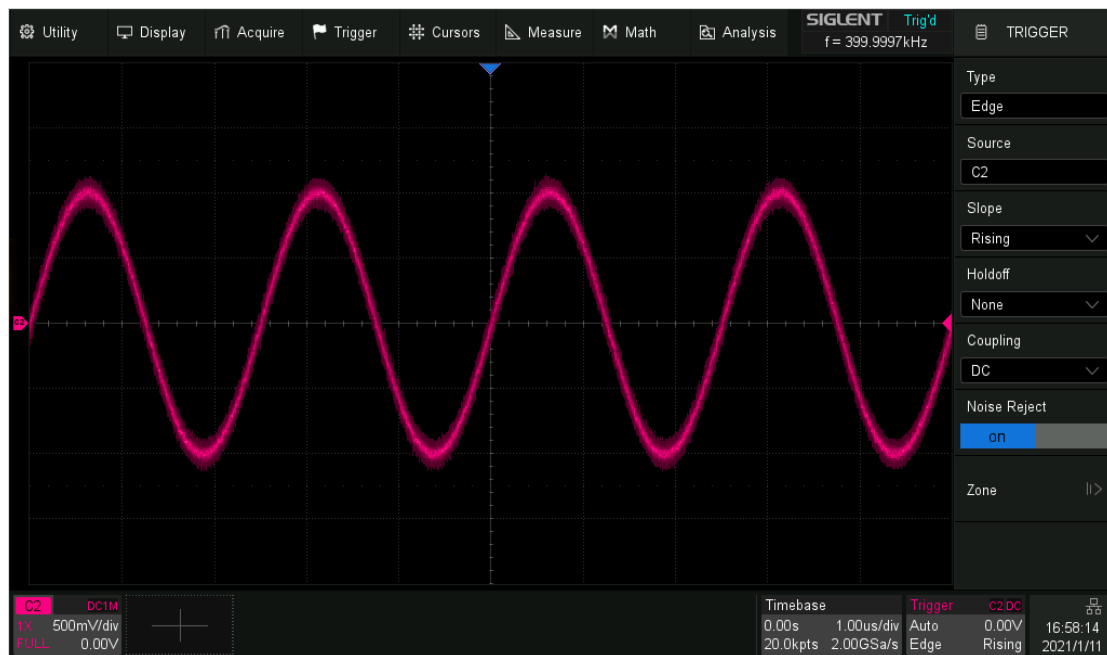 Utility Display Acquire Trigger Cursors Measure Math Analysis
SIGLENT Trig'd
f = 399.9997kHz
TRIGGER
Type
Edge
Source
C2
Slope
Rising
Holdoff
None
Coupling
DC
Noise Reject
on
Zone
C2
C2 DC1M
1X 500mV/div
FULL 0.00V
Timebase
0.00s 1.00us/div
20.0kpts 2.00GSa/s
Trigger C2 DC
Auto 0.00V
Edge Rising
16:58:14
2021/1/11